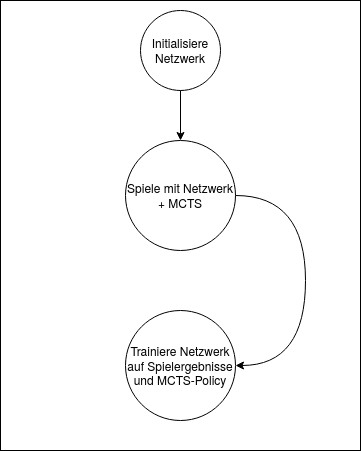 Initialisiere
Netzwerk
Spiele mit Netzwerk
+ MCTS
Trainiere Netzwerk
auf Spielergebnisse
und MCTS-Policy